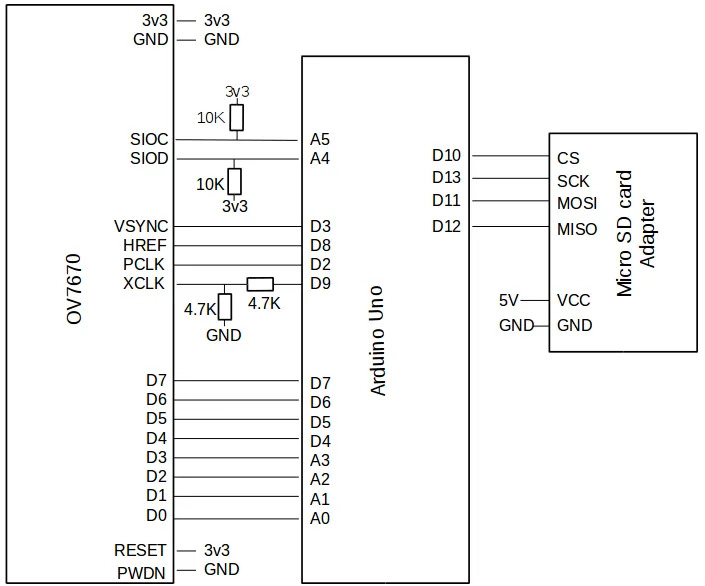 3v3 3v3
GND GND
3v3
10K
SIOC A5
SIOD A4
10K
3v3
VSYNC D3
HREF D8
PCLK D2
XCLK D9
4.7K 4.7K
GND
OV7670
Arduino Uno
D7 D7
D6 D6
D5 D5
D4 D4
D3 A3
D2 A2
D1 A1
D0 A0
RESET 3v3
PWDN GND
D10 CS
D13 SCK
D11 MOSI
D12 MISO
Micro SD card
Adapter
5V VCC
GND GND